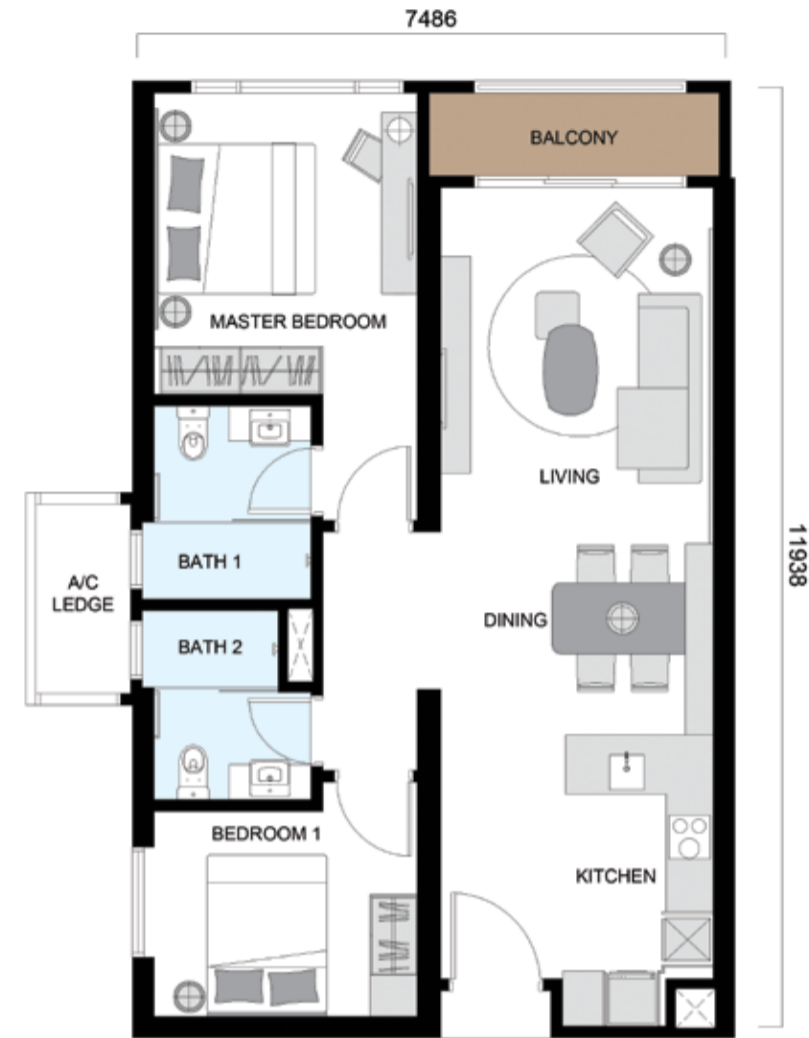 7486
BALCONY
MASTER BEDROOM
LIVING
11938
BATH 1
A/C
LEDGE
DINING
BATH 2
BEDROOM 1
KITCHEN